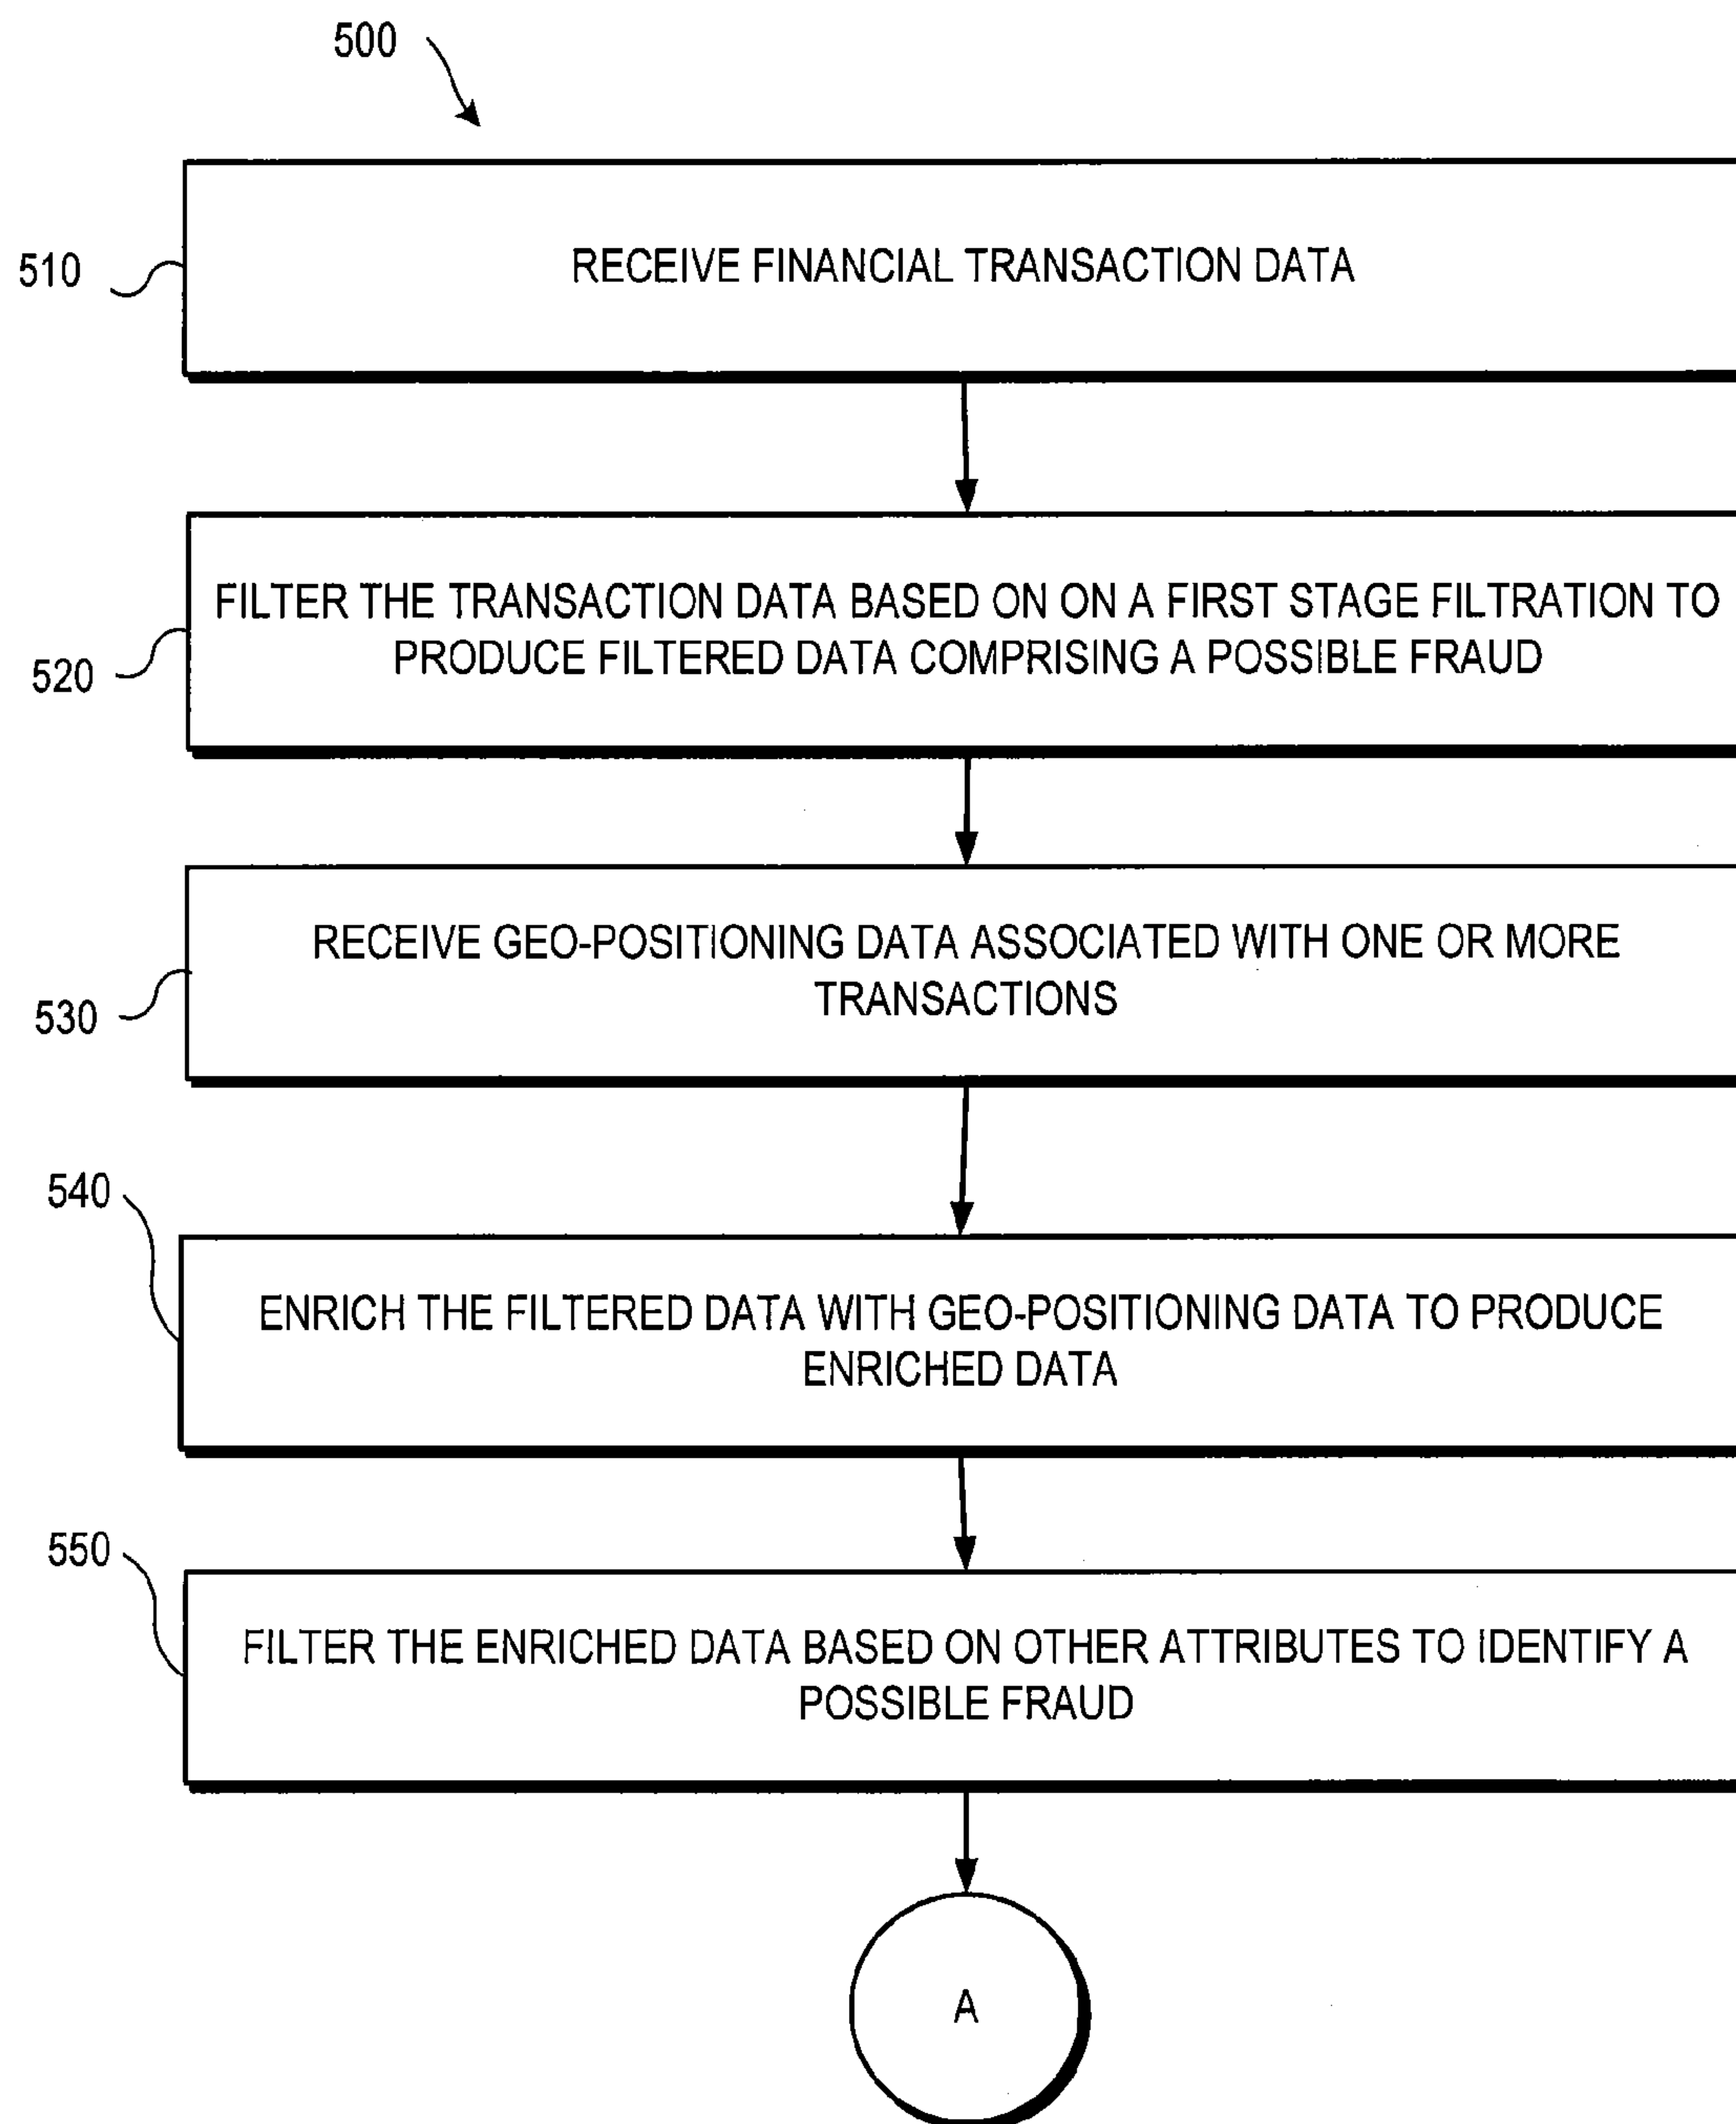 500
510
RECEIVE FINANCIAL TRANSACTION DATA
520
FILTER THE TRANSACTION DATA BASED ON ON A FIRST STAGE FILTRATION TO
PRODUCE FILTERED DATA COMPRISING A POSSIBLE FRAUD
530
RECEIVE GEO-POSITIONING DATA ASSOCIATED WITH ONE OR MORE
TRANSACTIONS
540
ENRICH THE FILTERED DATA WITH GEO-POSITIONING DATA TO PRODUCE
ENRICHED DATA
550
FILTER THE ENRICHED DATA BASED ON OTHER ATTRIBUTES TO IDENTIFY A
POSSIBLE FRAUD
A